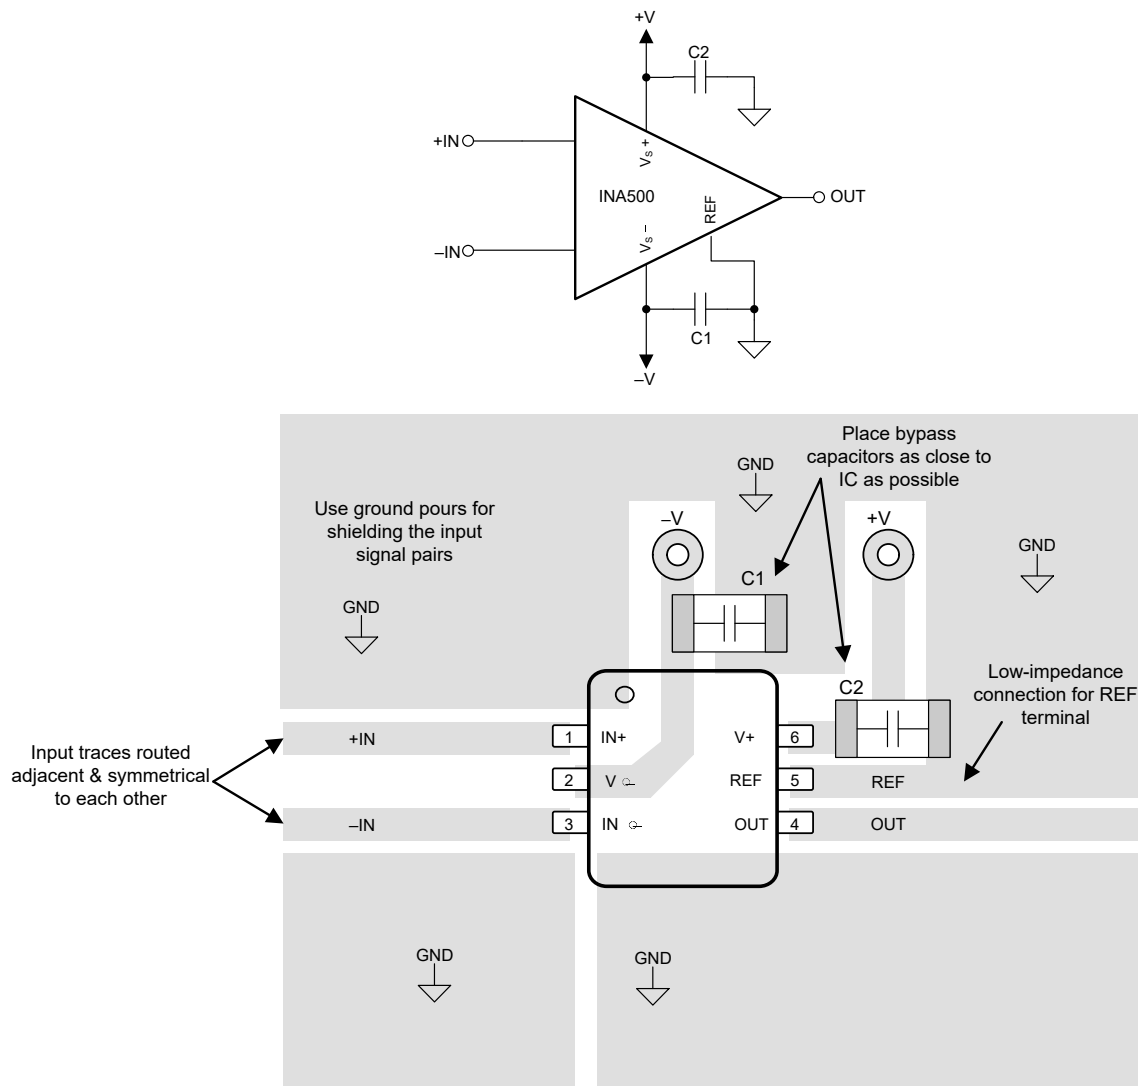 +V
C2
+IN
VS +
INA500
REF
OUT
–IN
VS –
C1
–V
Place bypass
capacitors as close to
IC as possible
GND
Use ground pours for
shielding the input
signal pairs
–V
+V
GND
C1
GND
Low-impedance
connection for REF
terminal
C2
Input traces routed
adjacent & symmetrical
to each other
+IN
1
IN+
V+
6
2
V
REF
5
REF
–IN
3
IN
OUT
4
OUT
GND
GND